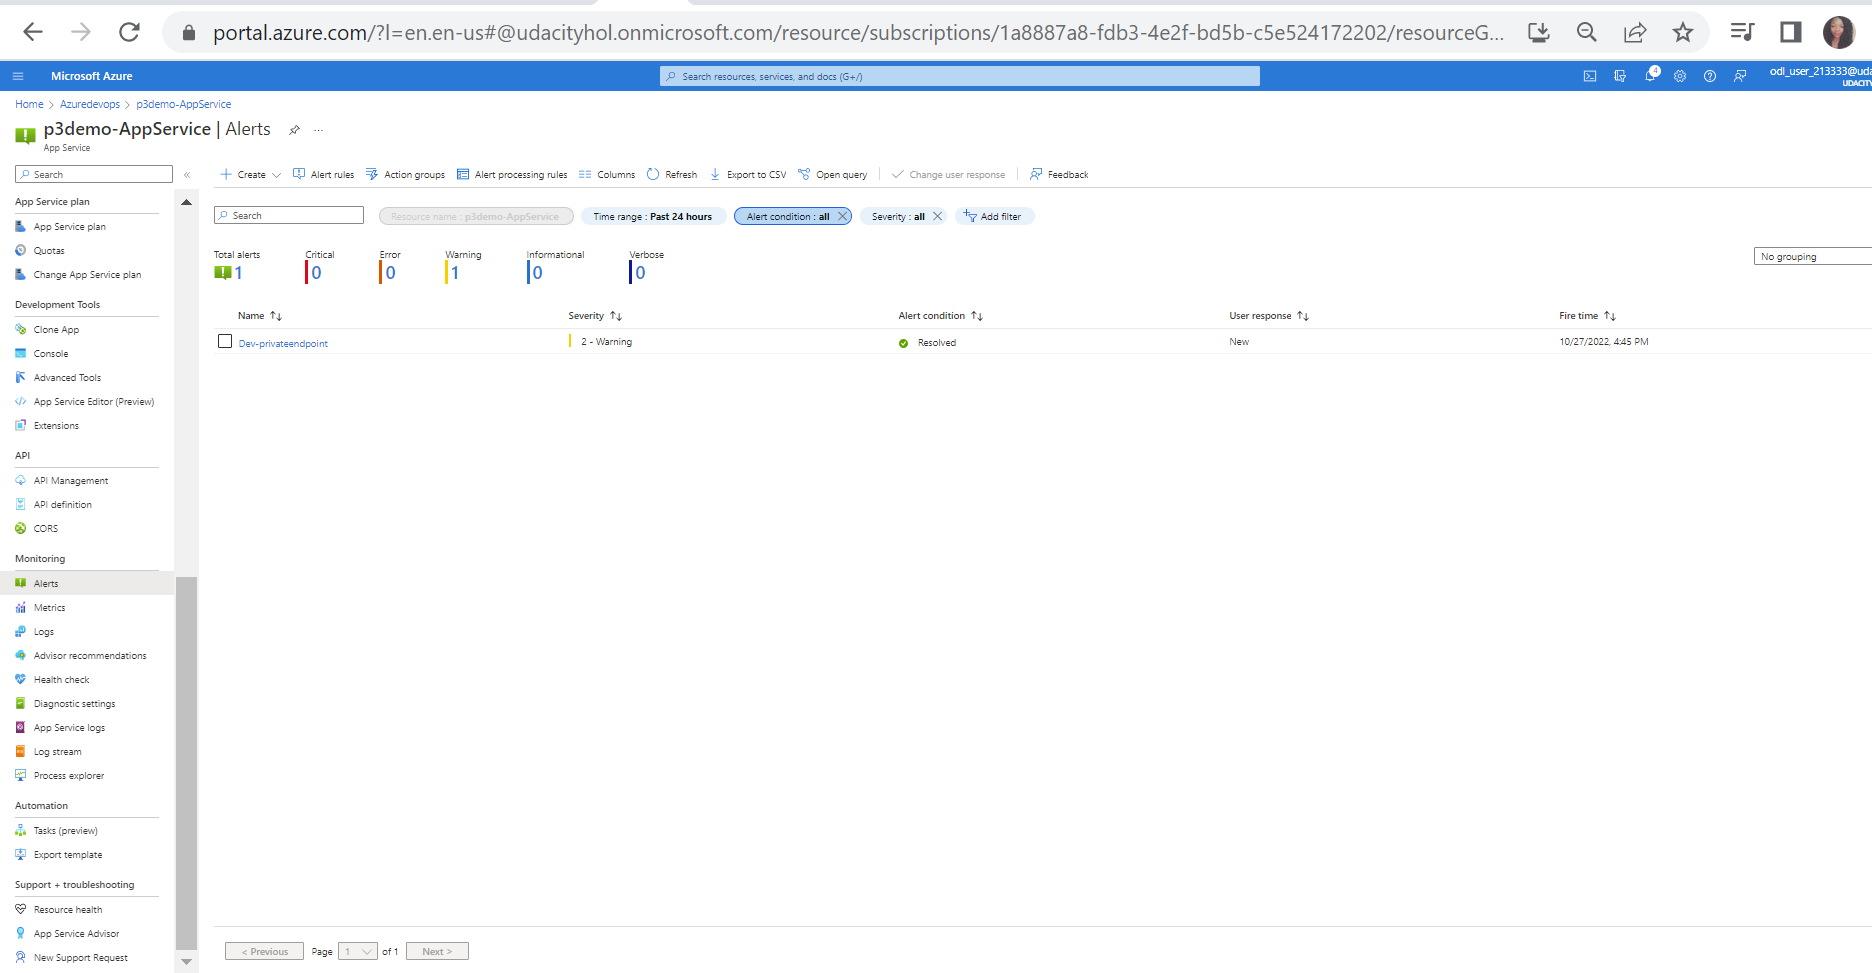 portal.azure.com/?l=en.en-us#@udacityhol.onmicrosoft.com/resource/subscriptions/1a8887a8-fdb3-4e2f-bd5b-c5e524172202/resourceG...
Microsoft Azure
Search resources, services, and docs (G+/)
4
odl_user_213333@uda
UDACITY
Home > Azuredevops > p3demo-AppService
p3demo-AppService | Alerts ...
App Service
Search
«
Create
Alert rules
Action groups
Alert processing rules
Columns
Refresh
Export to CSV
Open query
Change user response
Feedback
App Service plan
App Service plan
Quotas
Change App Service plan
Development Tools
Clone App
Console
Advanced Tools
App Service Editor (Preview)
Extensions
API
API Management
API definition
CORS
Monitoring
Alerts
Metrics
Logs
Advisor recommendations
Health check
Diagnostic settings
App Service logs
Log stream
Process explorer
Automation
Tasks (preview)
Export template
Support + troubleshooting
Resource health
App Service Advisor
New Support Request
Search
Resource name : p3demo-AppService
Time range : Past 24 hours
Alert condition : all
Severity : all
Add filter
Total alerts
1
Critical
0
Error
0
Warning
1
Informational
0
Verbose
0
No grouping
Name
Severity
Alert condition
User response
Fire time
Dev-privateendpoint
2 - Warning
Resolved
New
10/27/2022, 4:45 PM
< Previous
Page 1 of 1
Next >